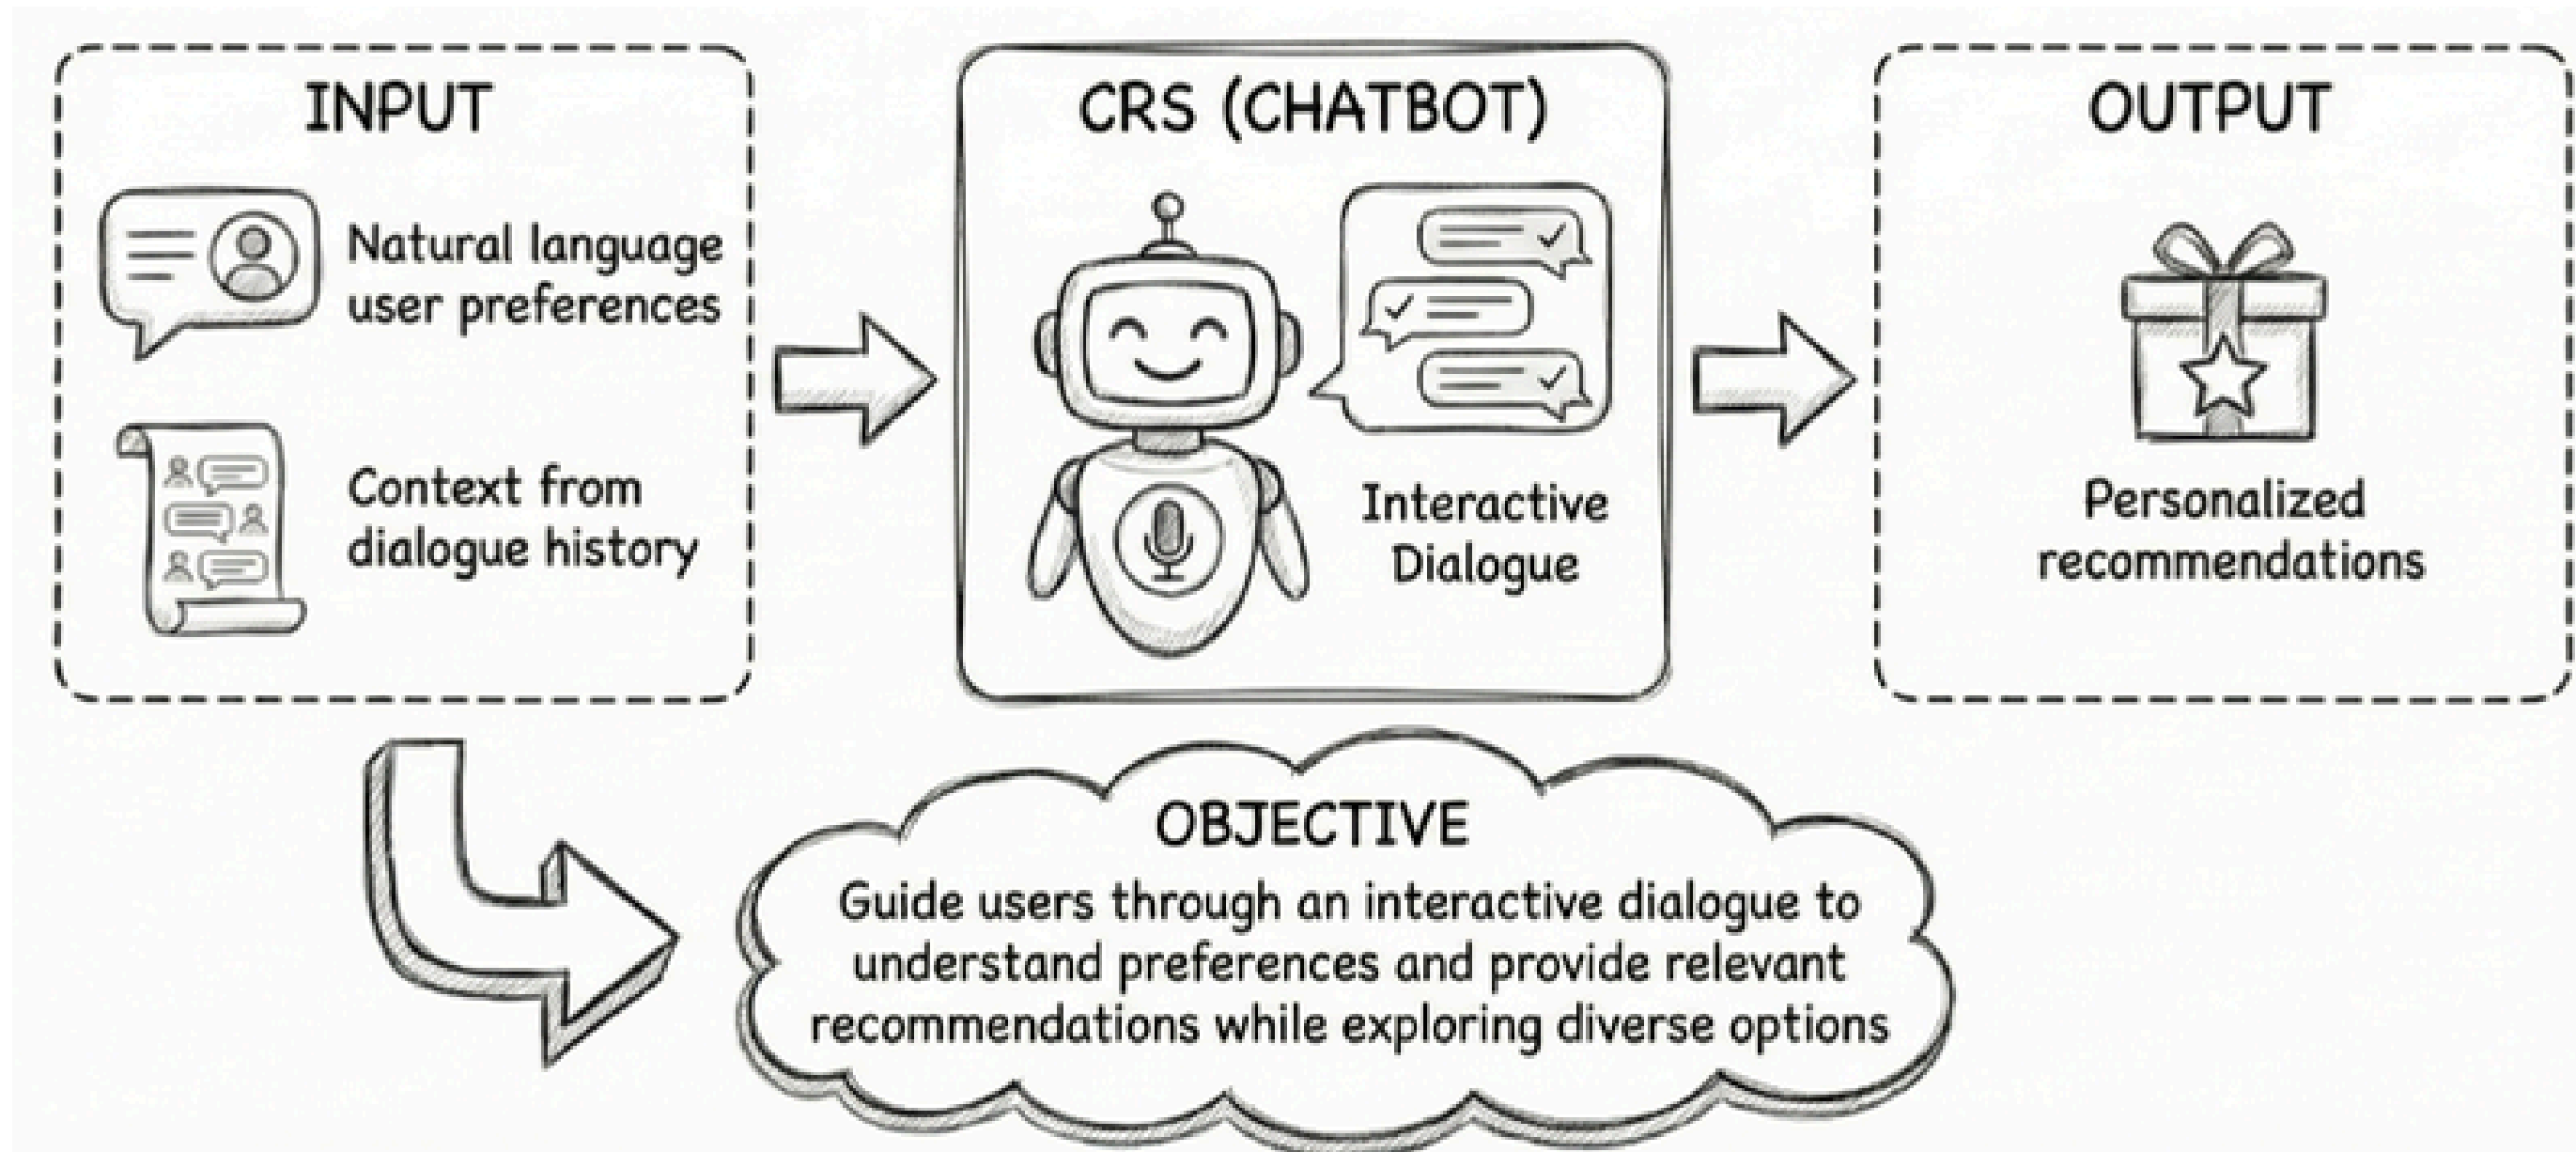 INPUT
Natural language
user preferences
Context from
dialogue history
CRS (CHATBOT)
Interactive
Dialogue
OUTPUT
Personalized
recommendations
OBJECTIVE
Guide users through an interactive dialogue to
understand preferences and provide relevant
recommendations while exploring diverse options